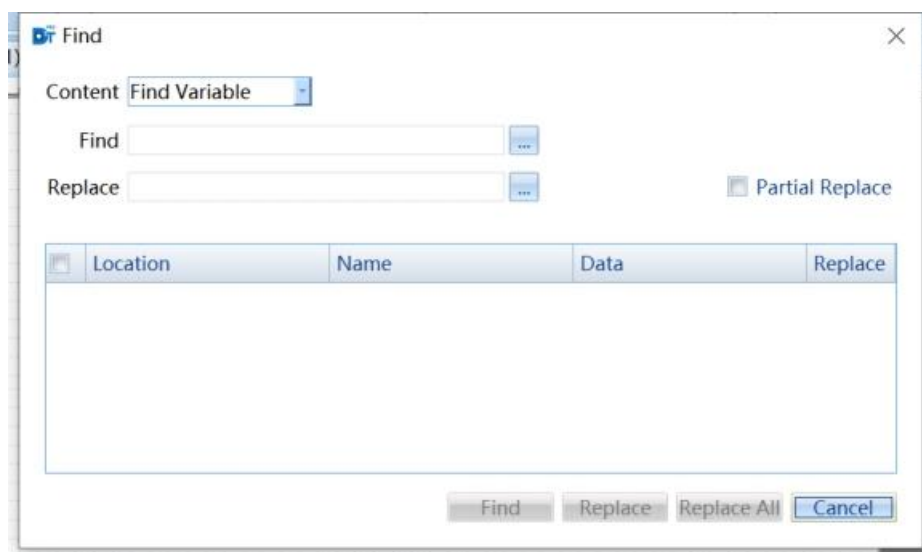 Find
Content Find Variable
Find ...
Replace ... Partial Replace
Location Name Data Replace
Find Replace Replace All Cancel